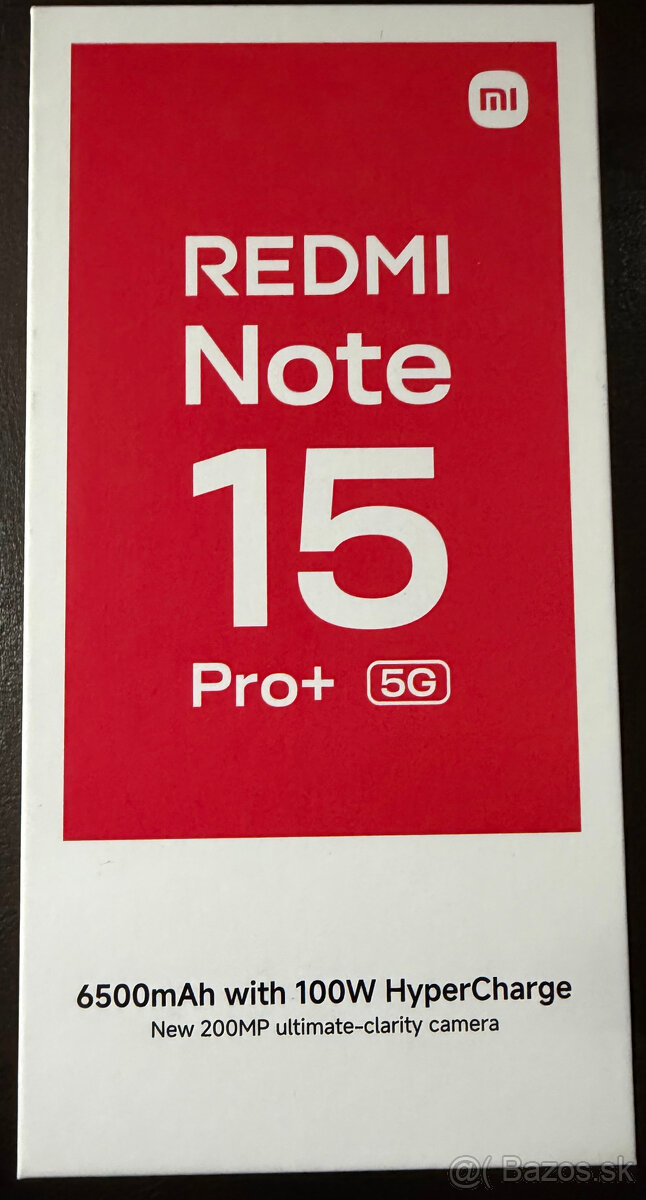 mi
REDMI
Note
15
Pro+ 5G
6500mAh with 100W HyperCharge
New 200MP ultimate-clarity camera
@( Bazos.sk